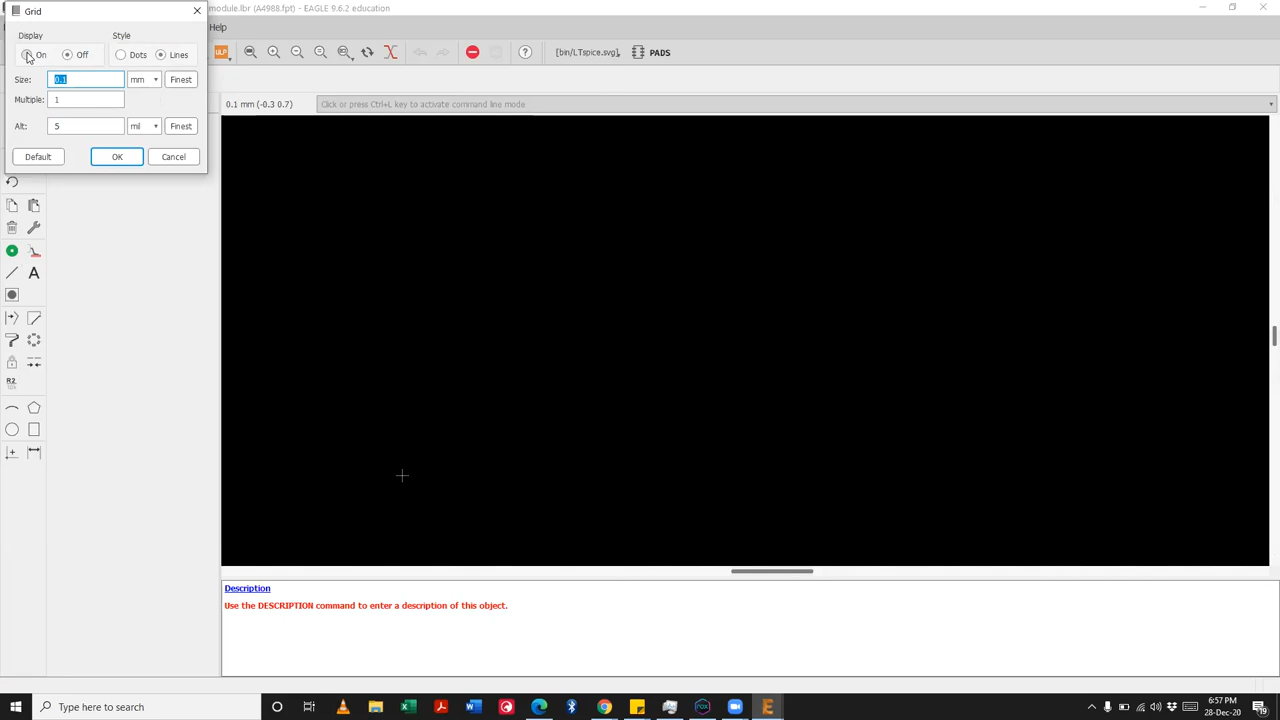 Grid
module.lbr (A4988.fpt) - EAGLE 9.6.2 education
Help
Display
Style
On
Off
Dots
Lines
Size:
0.1
mm
Finest
Multiple:
1
Alt:
5
mil
Finest
Default
OK
Cancel
ULP
[bin/LTspice.svg]
PADS
0.1 mm (-0.3 0.7)
Click or press Ctrl+L key to activate command line mode
R2
10k
Description
Use the DESCRIPTION command to enter a description of this object.
Type here to search
6:57 PM
28-Dec-20